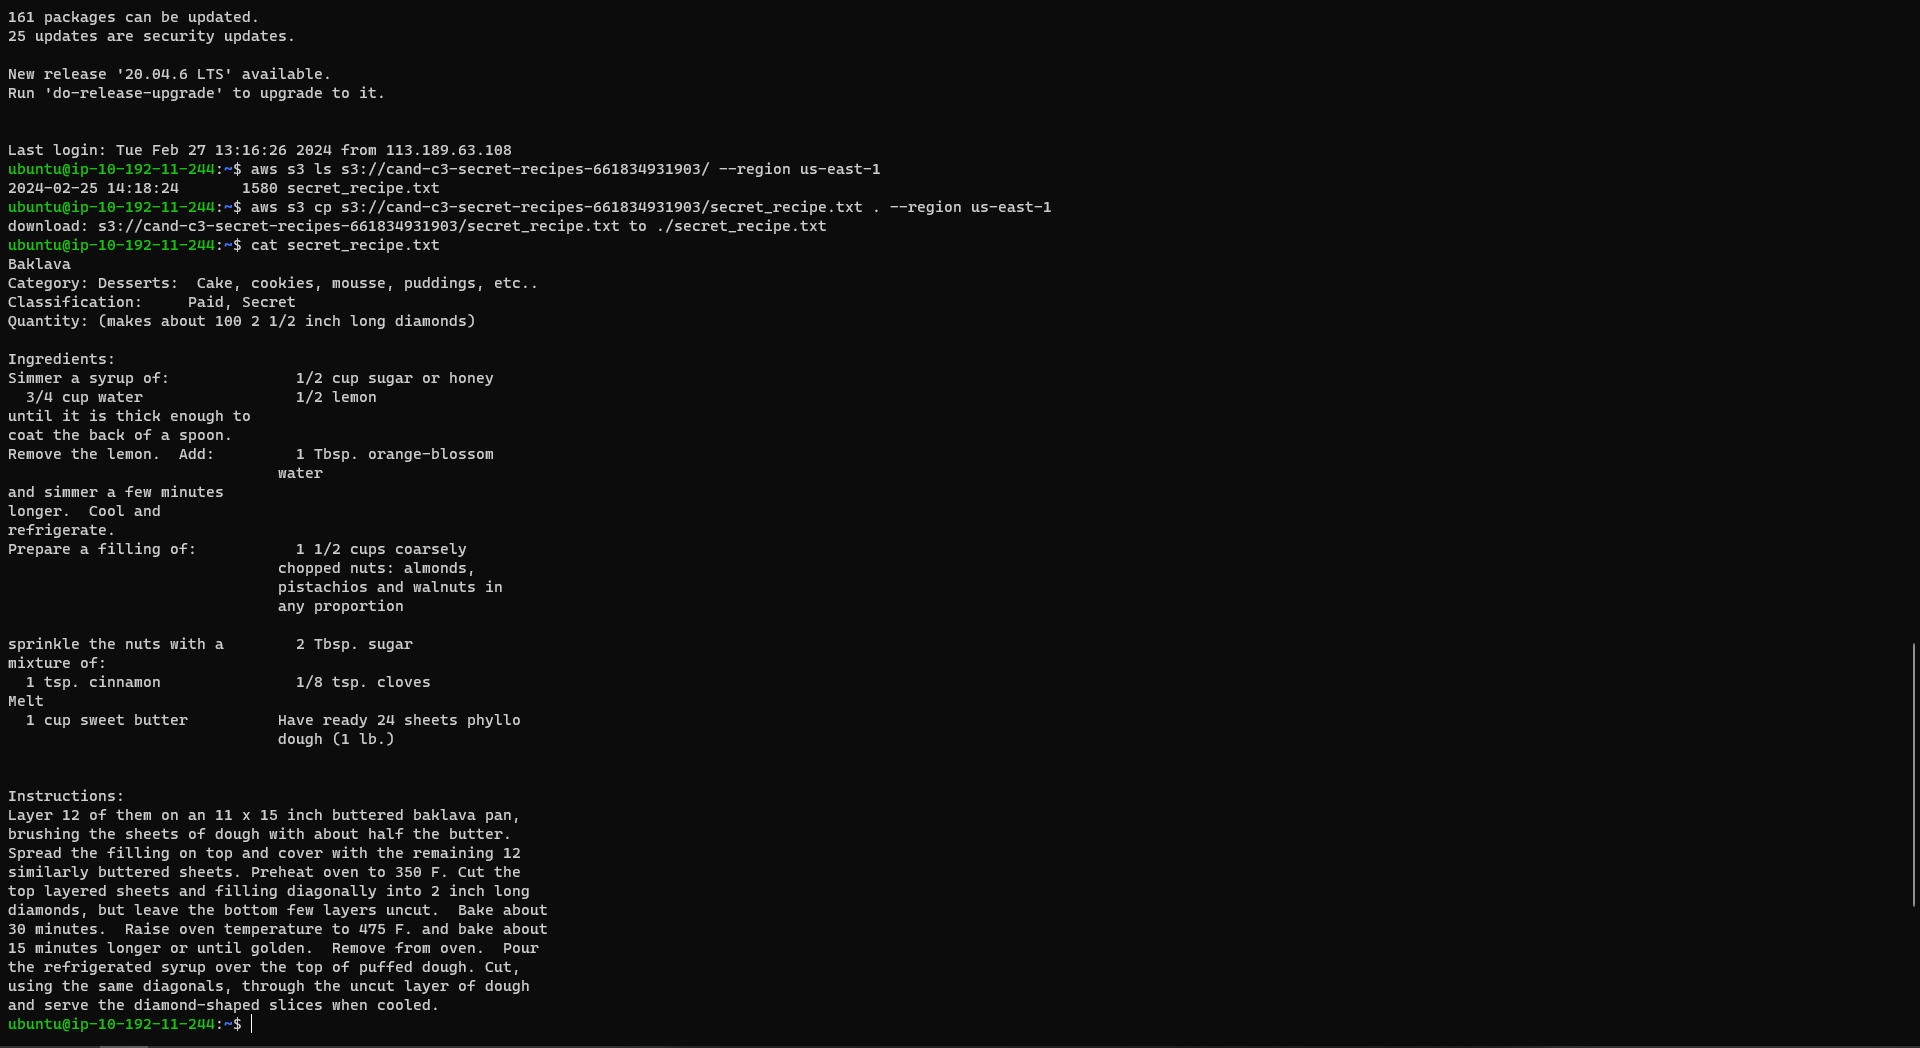 161 packages can be updated.
25 updates are security updates.

New release '20.04.6 LTS' available.
Run 'do-release-upgrade' to upgrade to it.


Last login: Tue Feb 27 13:16:26 2024 from 113.189.63.108
ubuntu@ip-10-192-11-244:~$ aws s3 ls s3://cand-c3-secret-recipes-661834931903/ --region us-east-1
2024-02-25 14:18:24       1580 secret_recipe.txt
ubuntu@ip-10-192-11-244:~$ aws s3 cp s3://cand-c3-secret-recipes-661834931903/secret_recipe.txt . --region us-east-1
download: s3://cand-c3-secret-recipes-661834931903/secret_recipe.txt to ./secret_recipe.txt
ubuntu@ip-10-192-11-244:~$ cat secret_recipe.txt
Baklava
Category: Desserts:  Cake, cookies, mousse, puddings, etc..
Classification:     Paid, Secret
Quantity: (makes about 100 2 1/2 inch long diamonds)

Ingredients:
Simmer a syrup of:              1/2 cup sugar or honey
  3/4 cup water                 1/2 lemon
until it is thick enough to
coat the back of a spoon.
Remove the lemon.  Add:         1 Tbsp. orange-blossom
                              water
and simmer a few minutes
longer.  Cool and
refrigerate.
Prepare a filling of:           1 1/2 cups coarsely
                              chopped nuts: almonds,
                              pistachios and walnuts in
                              any proportion

sprinkle the nuts with a        2 Tbsp. sugar
mixture of:
  1 tsp. cinnamon               1/8 tsp. cloves
Melt
  1 cup sweet butter          Have ready 24 sheets phyllo
                              dough (1 lb.)


Instructions:
Layer 12 of them on an 11 x 15 inch buttered baklava pan,
brushing the sheets of dough with about half the butter.
Spread the filling on top and cover with the remaining 12
similarly buttered sheets. Preheat oven to 350 F. Cut the
top layered sheets and filling diagonally into 2 inch long
diamonds, but leave the bottom few layers uncut.  Bake about
30 minutes.  Raise oven temperature to 475 F. and bake about
15 minutes longer or until golden.  Remove from oven.  Pour
the refrigerated syrup over the top of puffed dough. Cut,
using the same diagonals, through the uncut layer of dough
and serve the diamond-shaped slices when cooled.
ubuntu@ip-10-192-11-244:~$